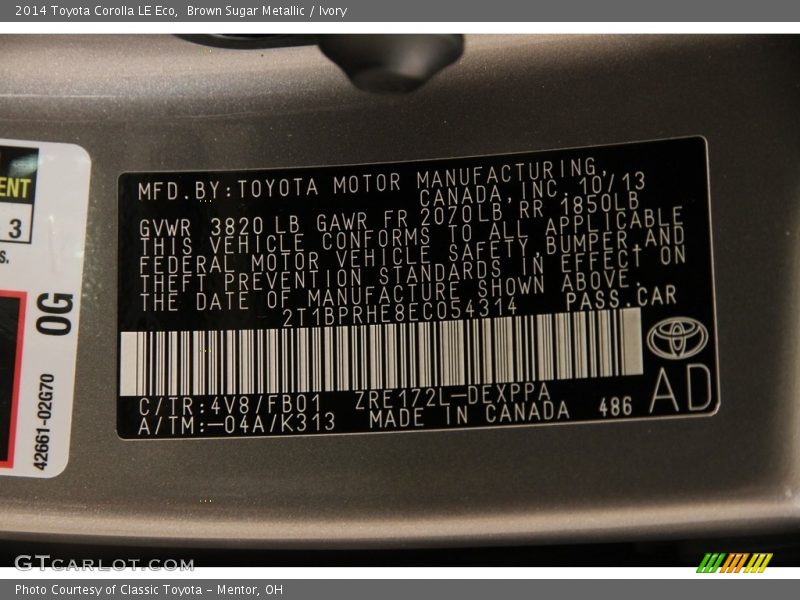 2014 Toyota Corolla LE Eco, Brown Sugar Metallic / Ivory
ENT
3
s.
0G
42661-02G70
MFD.BY:TOYOTA MOTOR MANUFACTURING,
CANADA,INC.10/13
GVWR 3820 LB GAWR FR 2070LB RR 1850LB
THIS VEHICLE CONFORMS TO ALL APPLICABLE
FEDERAL MOTOR VEHICLE SAFETY,BUMPER,AND
THEFT PREVENTION STANDARDS IN EFFECT ON
THE DATE OF MANUFACTURE SHOWN ABOVE.
2T1BPRHE8EC054314 PASS.CAR
C/TR:4V8/FB01 ZRE172L-DEXPPA
A/TM:-04A/K313 MADE IN CANADA 486
AD
GTCARLOT.COM
Photo Courtesy of Classic Toyota - Mentor, OH